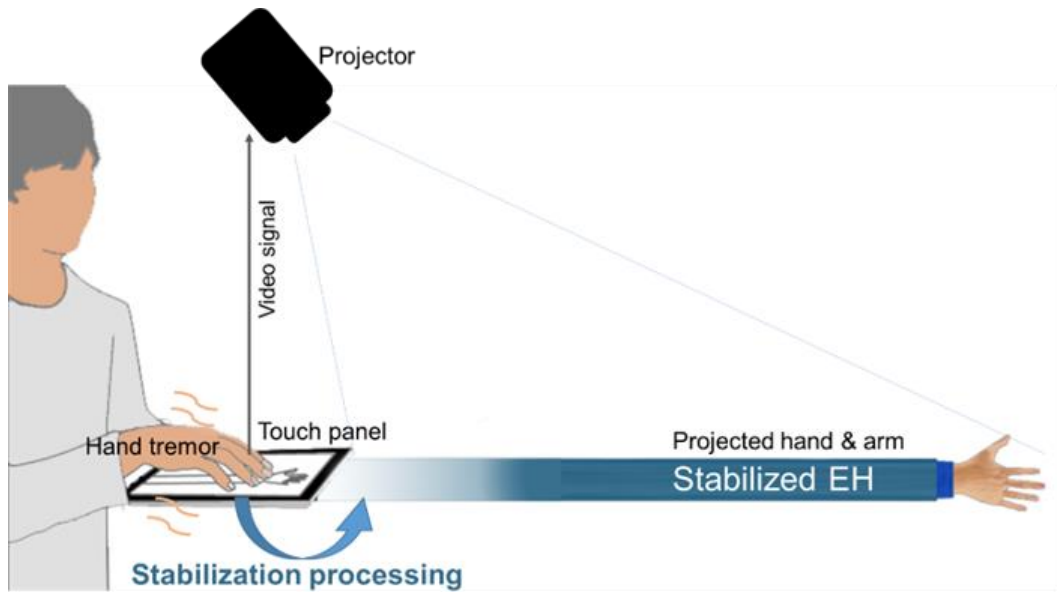 Projector
Video signal
Hand tremor
Touch panel
Projected hand & arm
Stabilized EH
Stabilization processing